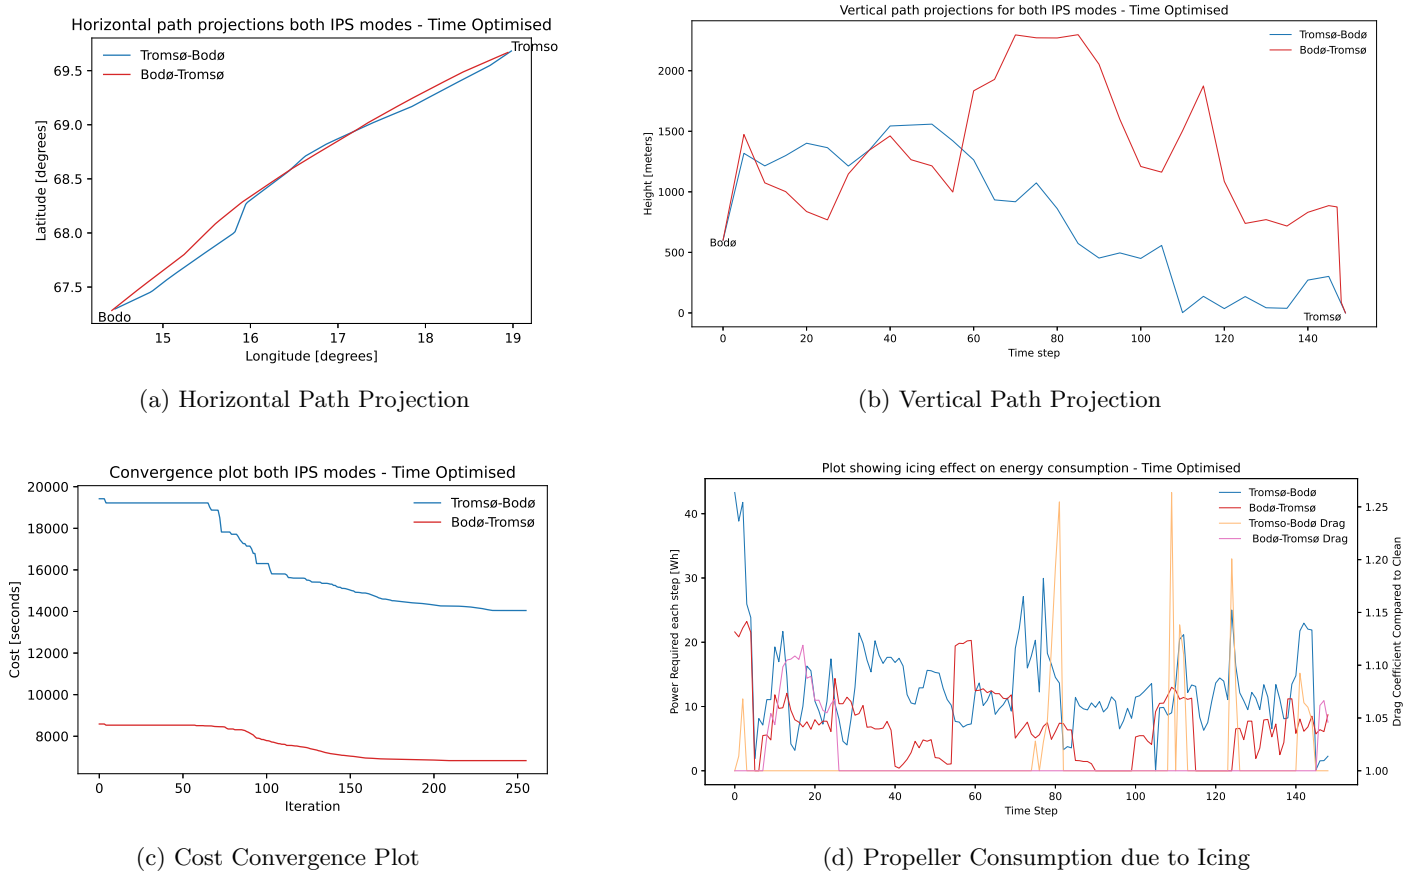 Horizontal path projections both IPS modes - Time Optimised
Tromsø-Bodø
Bodø-Tromsø
Tromso
Bodo
69.5
69.0
68.5
68.0
67.5
Latitude [degrees]
15 16 17 18 19
Longitude [degrees]
(a) Horizontal Path Projection
Vertical path projections for both IPS modes - Time Optimised
Tromsø-Bodø
Bodø-Tromsø
Bodø
Tromsø
2000
1500
1000
500
0
Height [meters]
0 20 40 60 80 100 120 140
Time step
(b) Vertical Path Projection
Convergence plot both IPS modes - Time Optimised
Tromsø-Bodø
Bodø-Tromsø
20000
18000
16000
14000
12000
10000
8000
Cost [seconds]
0 50 100 150 200 250
Iteration
(c) Cost Convergence Plot
Plot showing icing effect on energy consumption - Time Optimised
Tromsø-Bodø
Bodø-Tromsø
Tromso-Bodø Drag
Bodø-Tromsø Drag
40
30
20
10
0
Power Required each step [Wh]
1.25
1.20
1.15
1.10
1.05
1.00
Drag Coefficient Compared to Clean
0 20 40 60 80 100 120 140
Time Step
(d) Propeller Consumption due to Icing